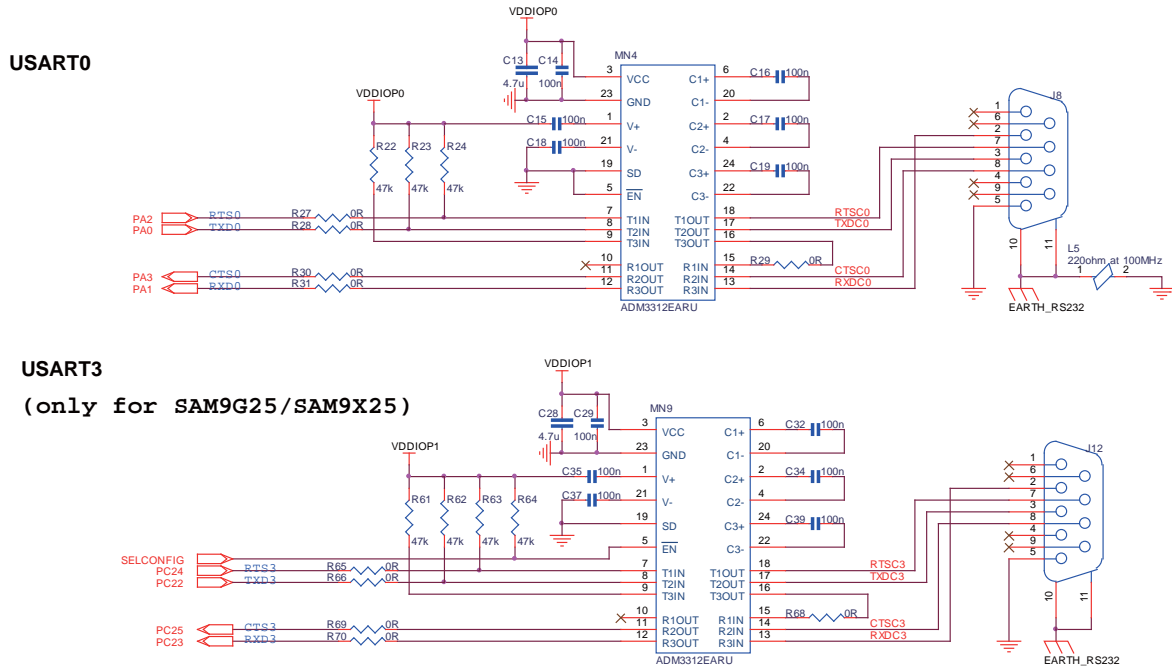 USART0
VDDIOP0
MN4
C13
4.7u
C14
100n
3 VCC C1+ 6 C16 100n
23 GND C1- 20
VDDIOP0
C15 100n 1 V+ C2+ 2 C17 100n
C18 100n 21 V- C2- 4
R22 R23 R24
19 SD C3+ 24 C19 100n
47k 47k 47k
5 EN C3- 22
PA2 RTS0 R27 0R 7 T1IN T1OUT 18 RTSC0
PA0 TXD0 R28 0R 8 T2IN T2OUT 17 TXDC0
9 T3IN T3OUT 16
10 R1OUT R1IN 15 R29 0R
PA3 CTS0 R30 0R 11 R2OUT R2IN 14 CTSC0
PA1 RXD0 R31 0R 12 R3OUT R3IN 13 RXDC0
ADM3312EARU
J8
1
6
2
7
3
8
4
9
5
10
11
L5
220ohm at 100MHz
1 2
EARTH_RS232
USART3
(only for SAM9G25/SAM9X25)
VDDIOP1
MN9
C28
4.7u
C29
100n
3 VCC C1+ 6 C32 100n
23 GND C1- 20
VDDIOP1
C35 100n 1 V+ C2+ 2 C34 100n
C37 100n 21 V- C2- 4
R61 R62 R63 R64
19 SD C3+ 24 C39 100n
47k 47k 47k 47k
SELCONFIG 5 EN C3- 22
PC24 RTS3 R65 0R 7 T1IN T1OUT 18 RTSC3
PC22 TXD3 R66 0R 8 T2IN T2OUT 17 TXDC3
9 T3IN T3OUT 16
10 R1OUT R1IN 15 R68 0R
PC25 CTS3 R69 0R 11 R2OUT R2IN 14 CTSC3
PC23 RXD3 R70 0R 12 R3OUT R3IN 13 RXDC3
ADM3312EARU
J12
1
6
2
7
3
8
4
9
5
10
11
EARTH_RS232